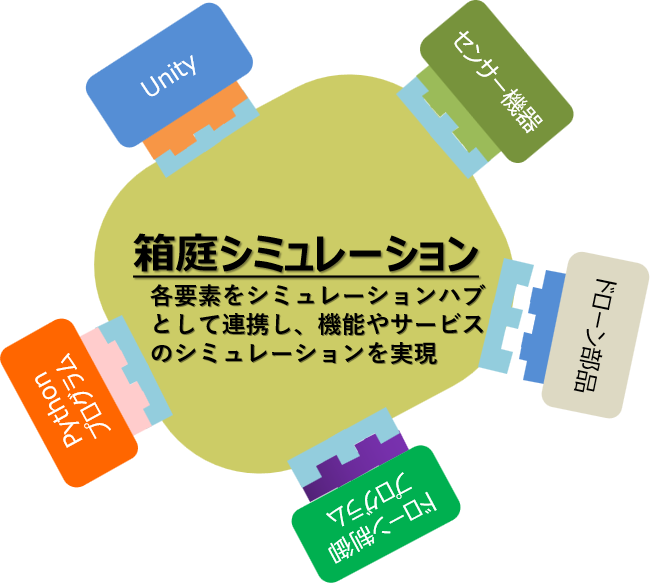 Unity
センサー機器
箱庭シミュレーション
各要素をシミュレーションハブ
として連携し、機能やサービス
のシミュレーションを実現
ドローン部品
Python
プログラム
ドローン制御
プログラム